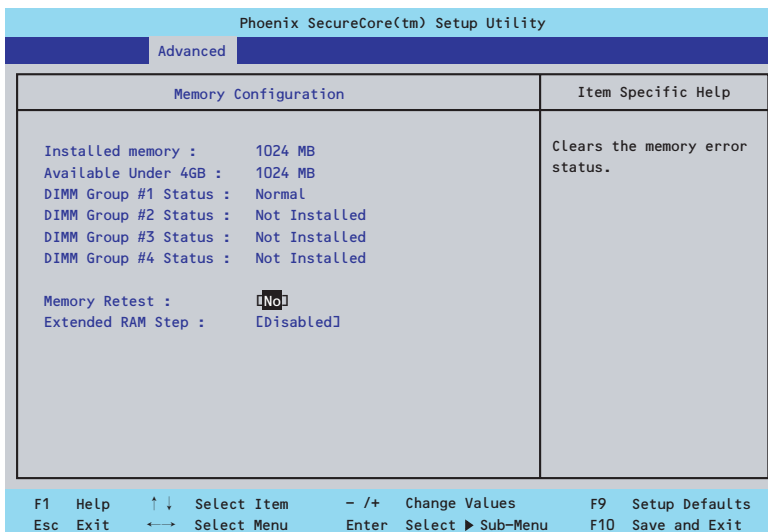 Phoenix SecureCore(tm) Setup Utility
Advanced
Memory Configuration
Item Specific Help
Installed memory : 1024 MB
Available Under 4GB : 1024 MB
DIMM Group #1 Status : Normal
DIMM Group #2 Status : Not Installed
DIMM Group #3 Status : Not Installed
DIMM Group #4 Status : Not Installed
Memory Retest : [No]
Extended RAM Step : [Disabled]
Clears the memory error
status.
F1 Help ↑↓ Select Item – /+ Change Values F9 Setup Defaults
Esc Exit ←→ Select Menu Enter Select ▶ Sub-Menu F10 Save and Exit